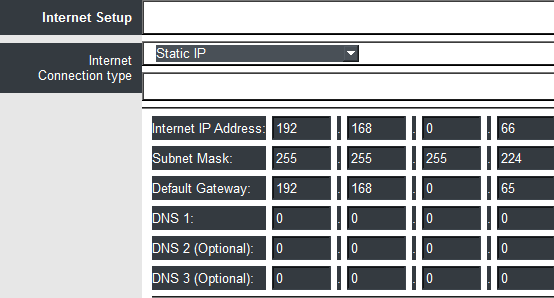 Internet Setup
Internet
Connection type
Static IP
Internet IP Address: 192 . 168 . 0 . 66
Subnet Mask: 255 . 255 . 255 . 224
Default Gateway: 192 . 168 . 0 . 65
DNS 1: 0 . 0 . 0 . 0
DNS 2 (Optional): 0 . 0 . 0 . 0
DNS 3 (Optional): 0 . 0 . 0 . 0